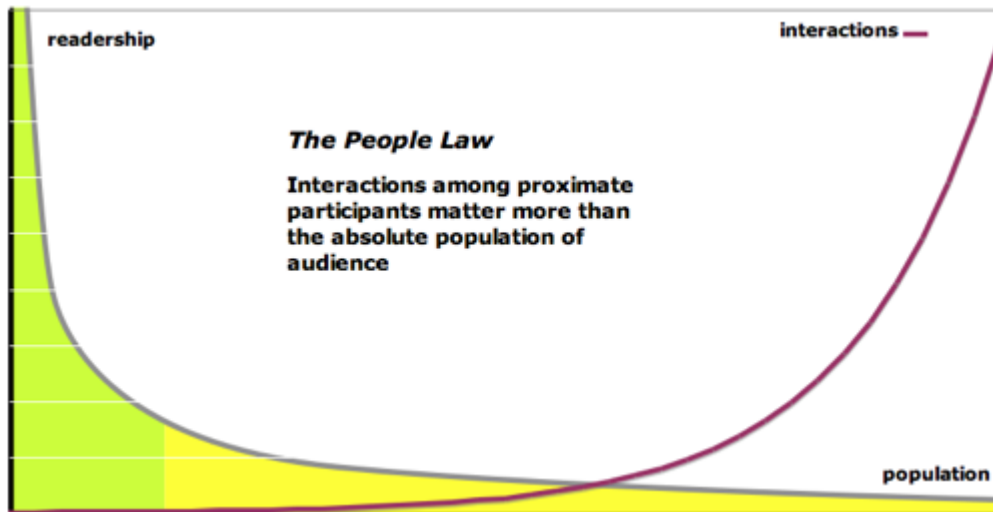 readership
interactions
The People Law
Interactions among proximate
participants matter more than
the absolute population of
audience
population